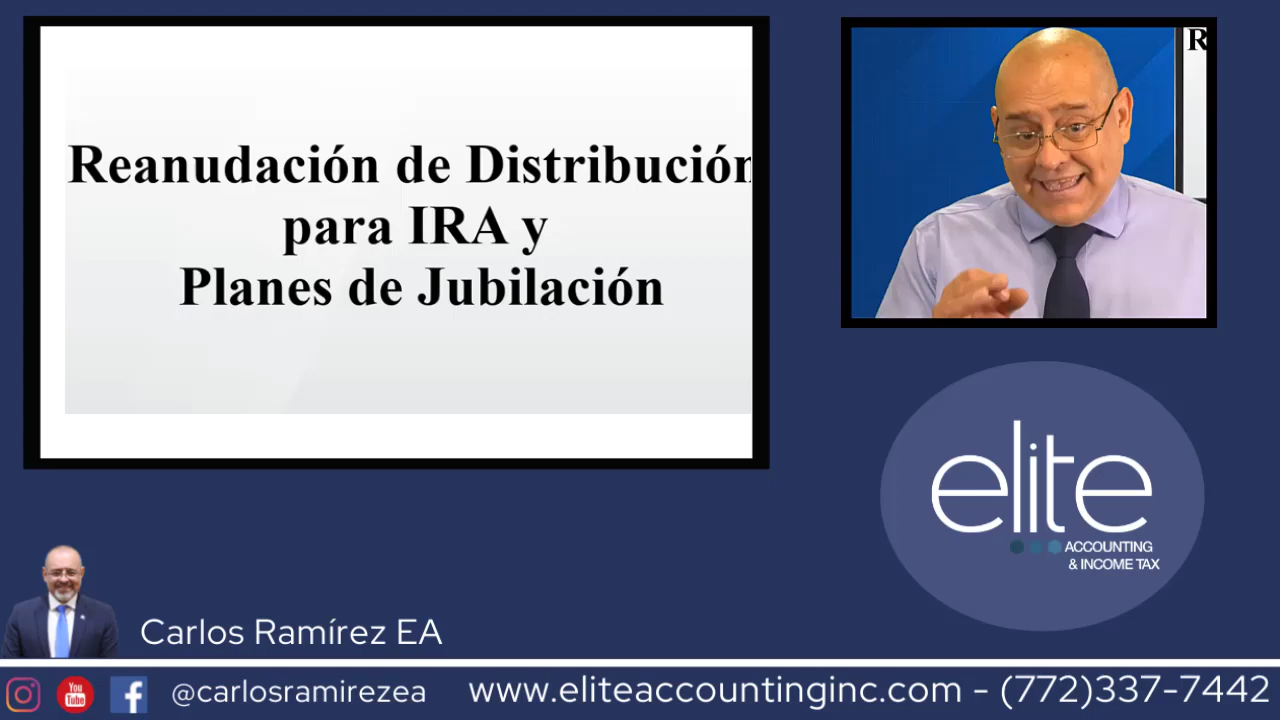 Reanudación de Distribución
para IRA y
Planes de Jubilación
R
elite
ACCOUNTING
& INCOME TAX
Carlos Ramírez EA
You
Tube
@carlosramirezea
www.eliteaccountinginc.com - (772)337-7442